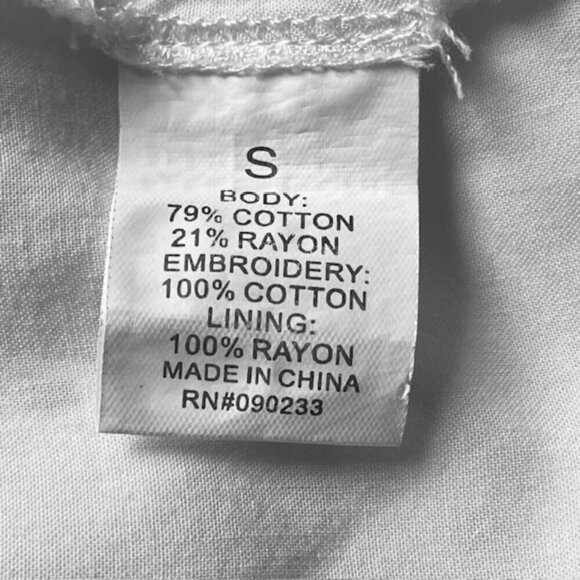 S
BODY:
79% COTTON
21% RAYON
EMBROIDERY:
100% COTTON
LINING:
100% RAYON
MADE IN CHINA
RN#090233